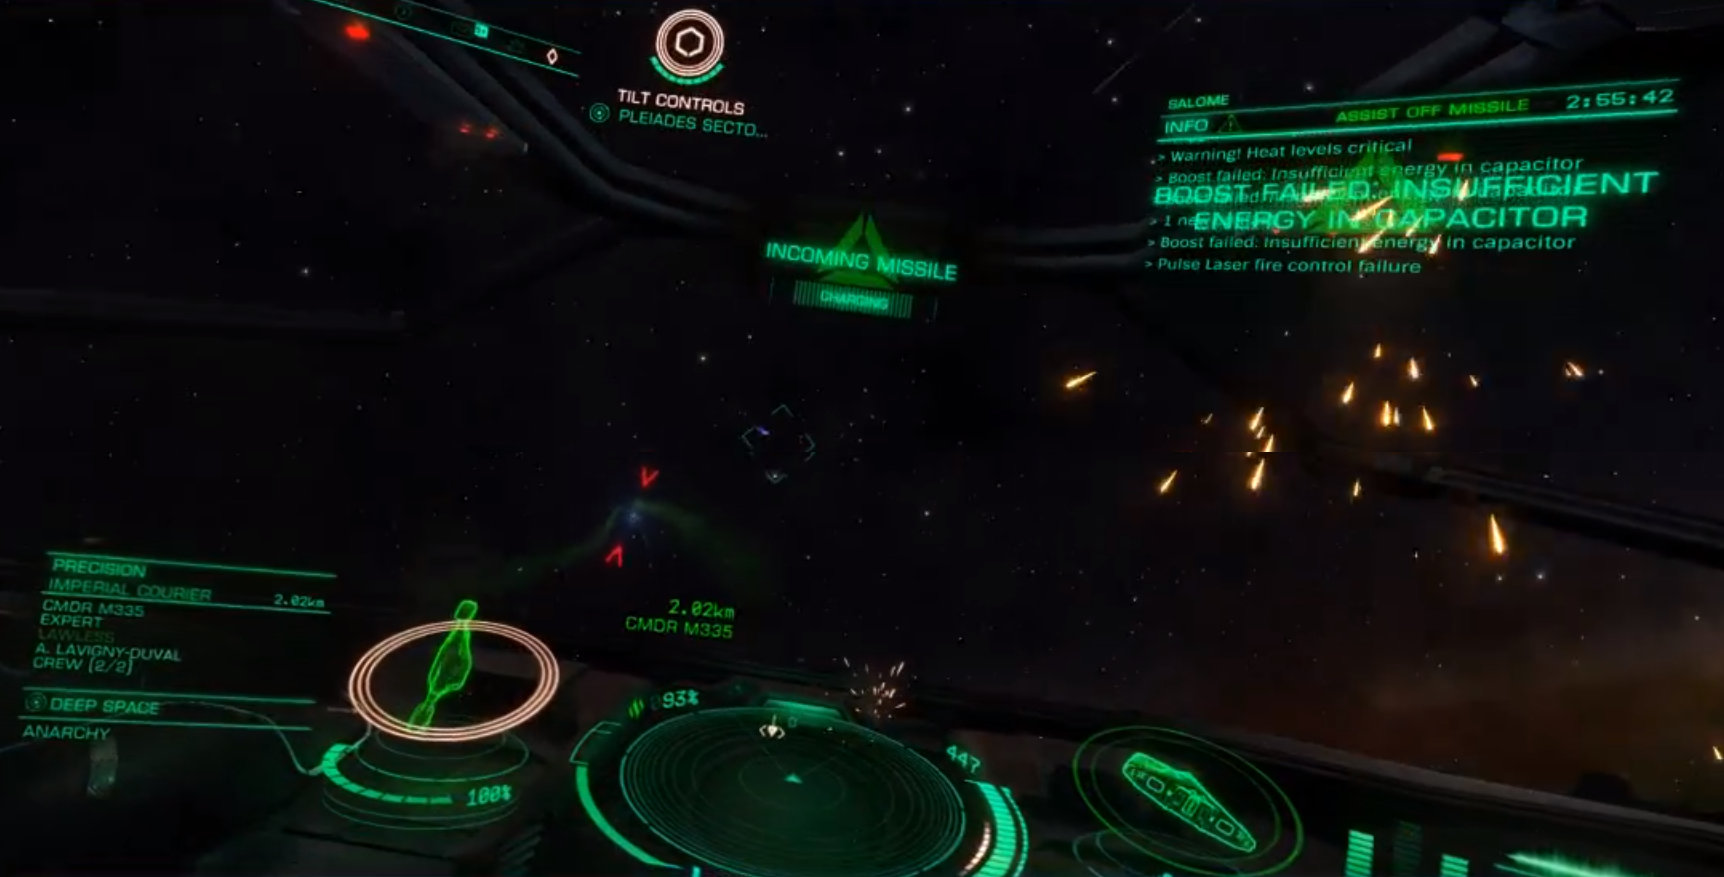 TILT CONTROLS
PLEIADES SECTO...
SALOME
ASSIST OFF MISSILE
2:55:42
INFO
> Warning! Heat levels critical
> Boost failed: Insufficient energy in capacitor
BOOST FAILED: INSUFFICIENT
ENERGY IN CAPACITOR
> 1 ne
> Boost failed: Insufficient energy in capacitor
> Pulse Laser fire control failure
INCOMING MISSILE
CHARGING
PRECISION
IMPERIAL COURIER
2.02km
CMDR M335
EXPERT
LAWLESS
A. LAVIGNY-DUVAL
CREW (2/2)
DEEP SPACE
ANARCHY
2.02km
CMDR M335
93%
447
100%